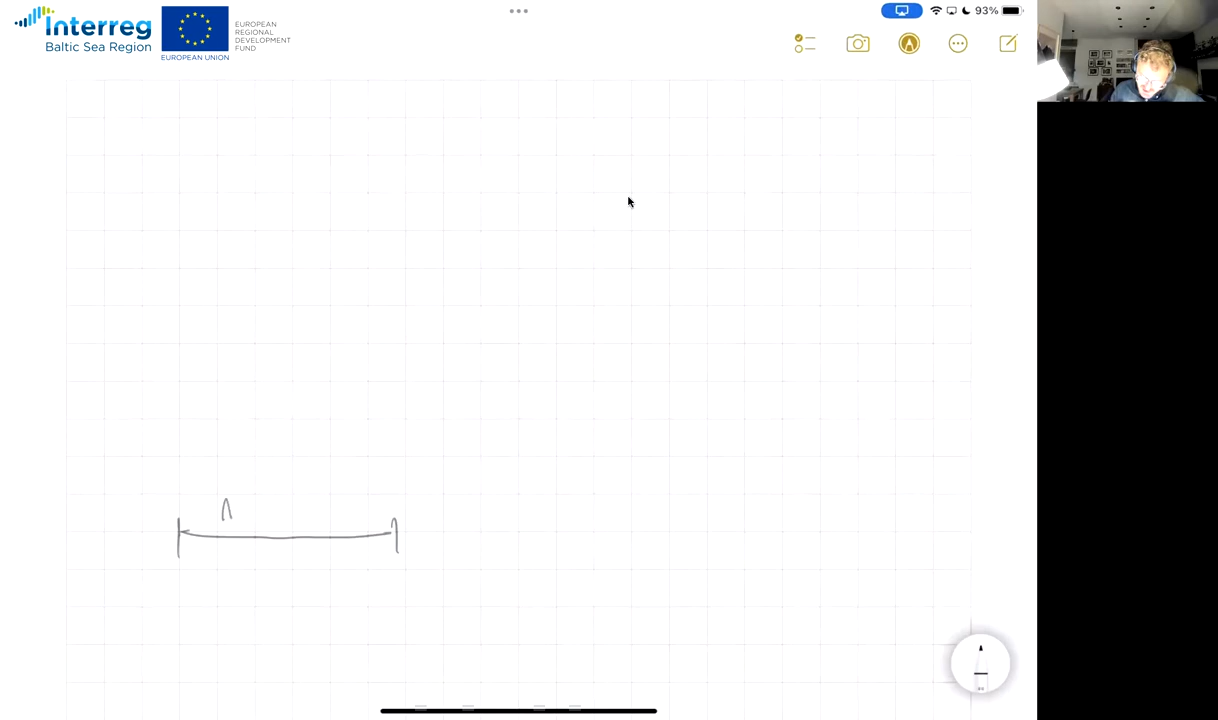 Interreg
Baltic Sea Region
EUROPEAN UNION
EUROPEAN
REGIONAL
DEVELOPMENT
FUND
93%